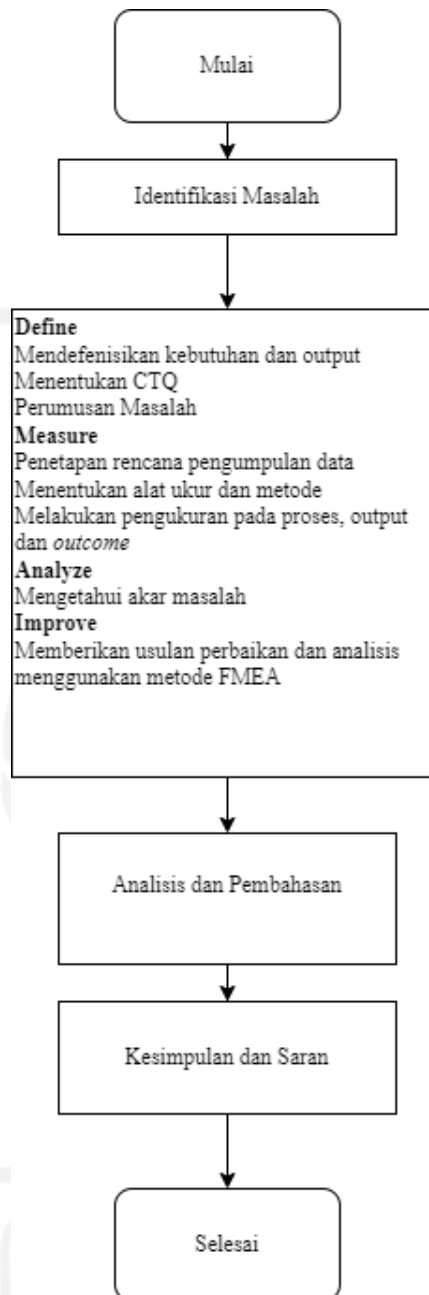 Mulai
Identifikasi Masalah
Define
Mendefenisikan kebutuhan dan output
Menentukan CTQ
Perumusan Masalah
Measure
Penetapan rencana pengumpulan data
Menentukan alat ukur dan metode
Melakukan pengukuran pada proses, output
dan outcome
Analyze
Mengetahui akar masalah
Improve
Memberikan usulan perbaikan dan analisis
menggunakan metode FMEA
Analisis dan Pembahasan
Kesimpulan dan Saran
Selesai